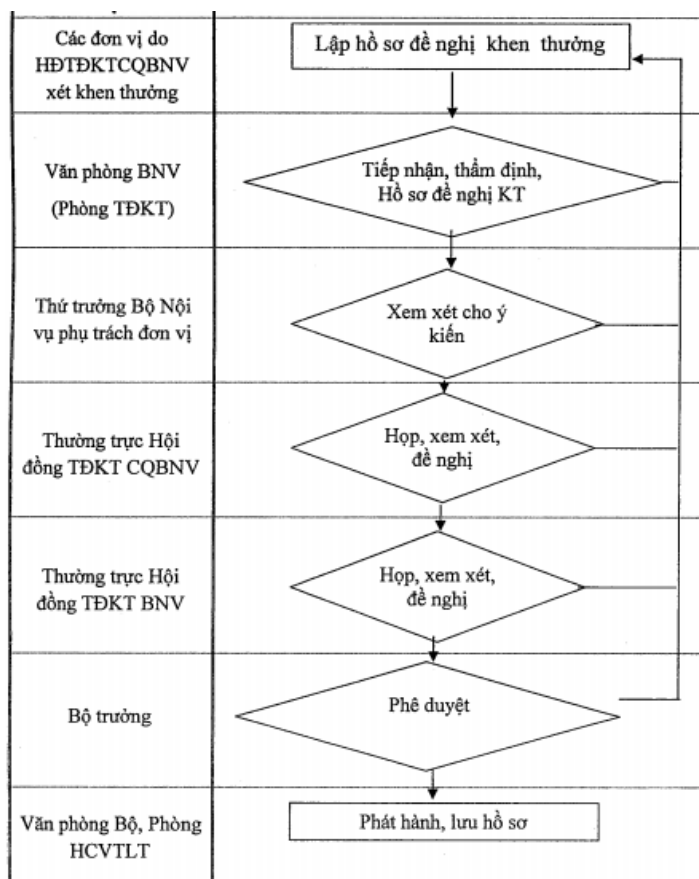 Các đơn vị do
HĐTĐKTCQBNV
xét khen thưởng
Lập hồ sơ đề nghị khen thưởng
Văn phòng BNV
(Phòng TĐKT)
Tiếp nhận, thẩm định,
Hồ sơ đề nghị KT
Thứ trưởng Bộ Nội
vụ phụ trách đơn vị
Xem xét cho ý
kiến
Thường trực Hội
đồng TĐKT CQBNV
Họp, xem xét,
đề nghị
Thường trực Hội
đồng TĐKT BNV
Họp, xem xét,
đề nghị
Bộ trưởng
Phê duyệt
Văn phòng Bộ, Phòng
HCVTLT
Phát hành, lưu hồ sơ